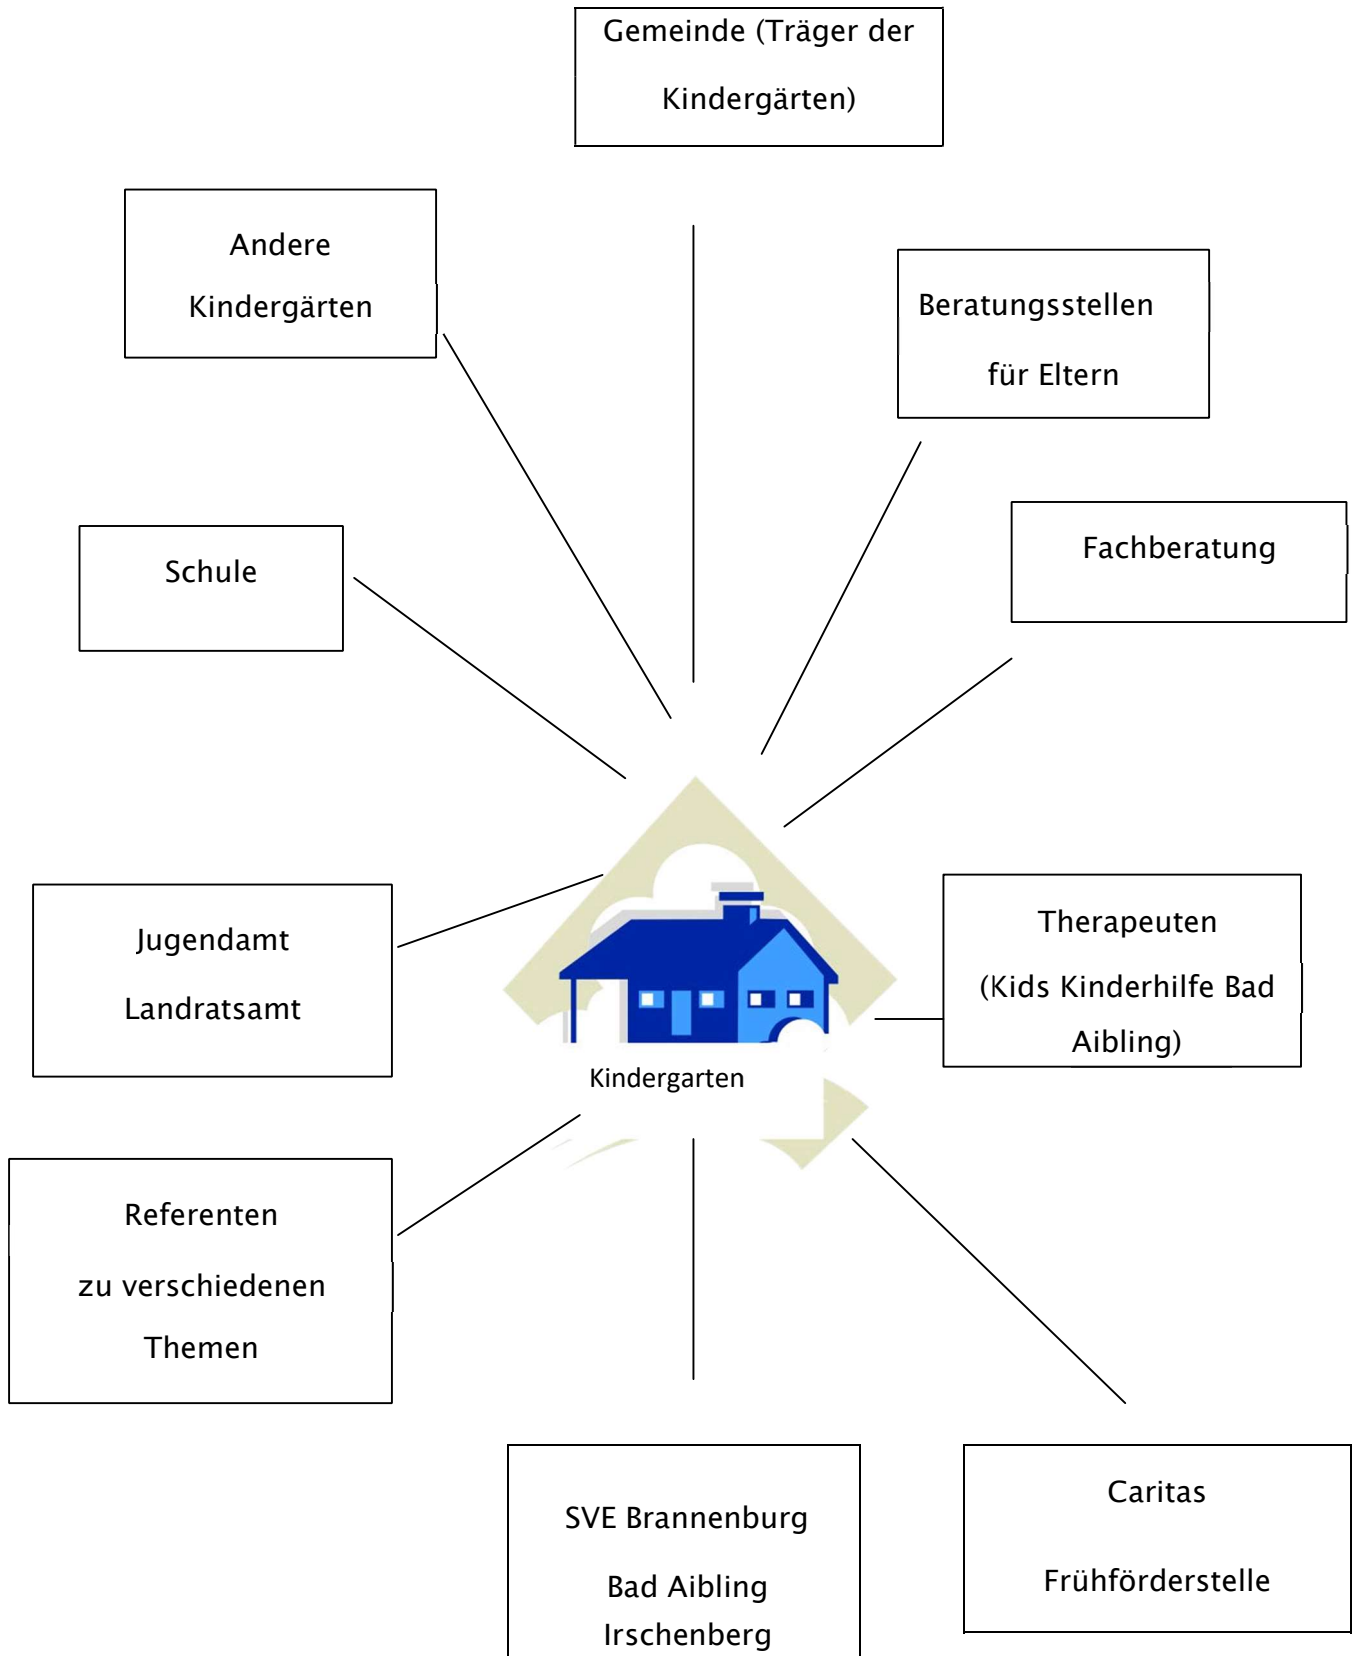 Gemeinde (Träger der
Kindergärten)
Andere
Kindergärten
Beratungsstellen
für Eltern
Schule
Fachberatung
Jugendamt
Landratsamt
Therapeuten
(Kids Kinderhilfe Bad
Aibling)
Kindergarten
Referenten
zu verschiedenen
Themen
SVE Brannenburg
Bad Aibling
Irschenberg
Caritas
Frühförderstelle